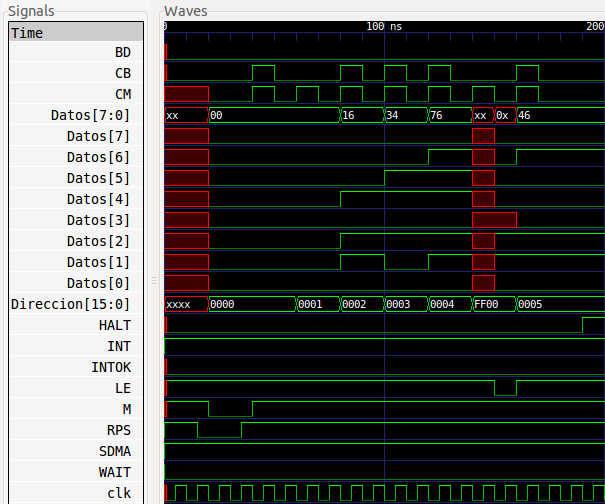 Signals
Waves
Time
0
100 ns
200
BD
CB
CM
Datos[7:0]
xx 00 16 34 76 xx 0x 46
Datos[7]
Datos[6]
Datos[5]
Datos[4]
Datos[3]
Datos[2]
Datos[1]
Datos[0]
Direccion[15:0]
xxxx 0000 0001 0002 0003 0004 FF00 0005
HALT
INT
INTOK
LE
M
RPS
SDMA
WAIT
clk